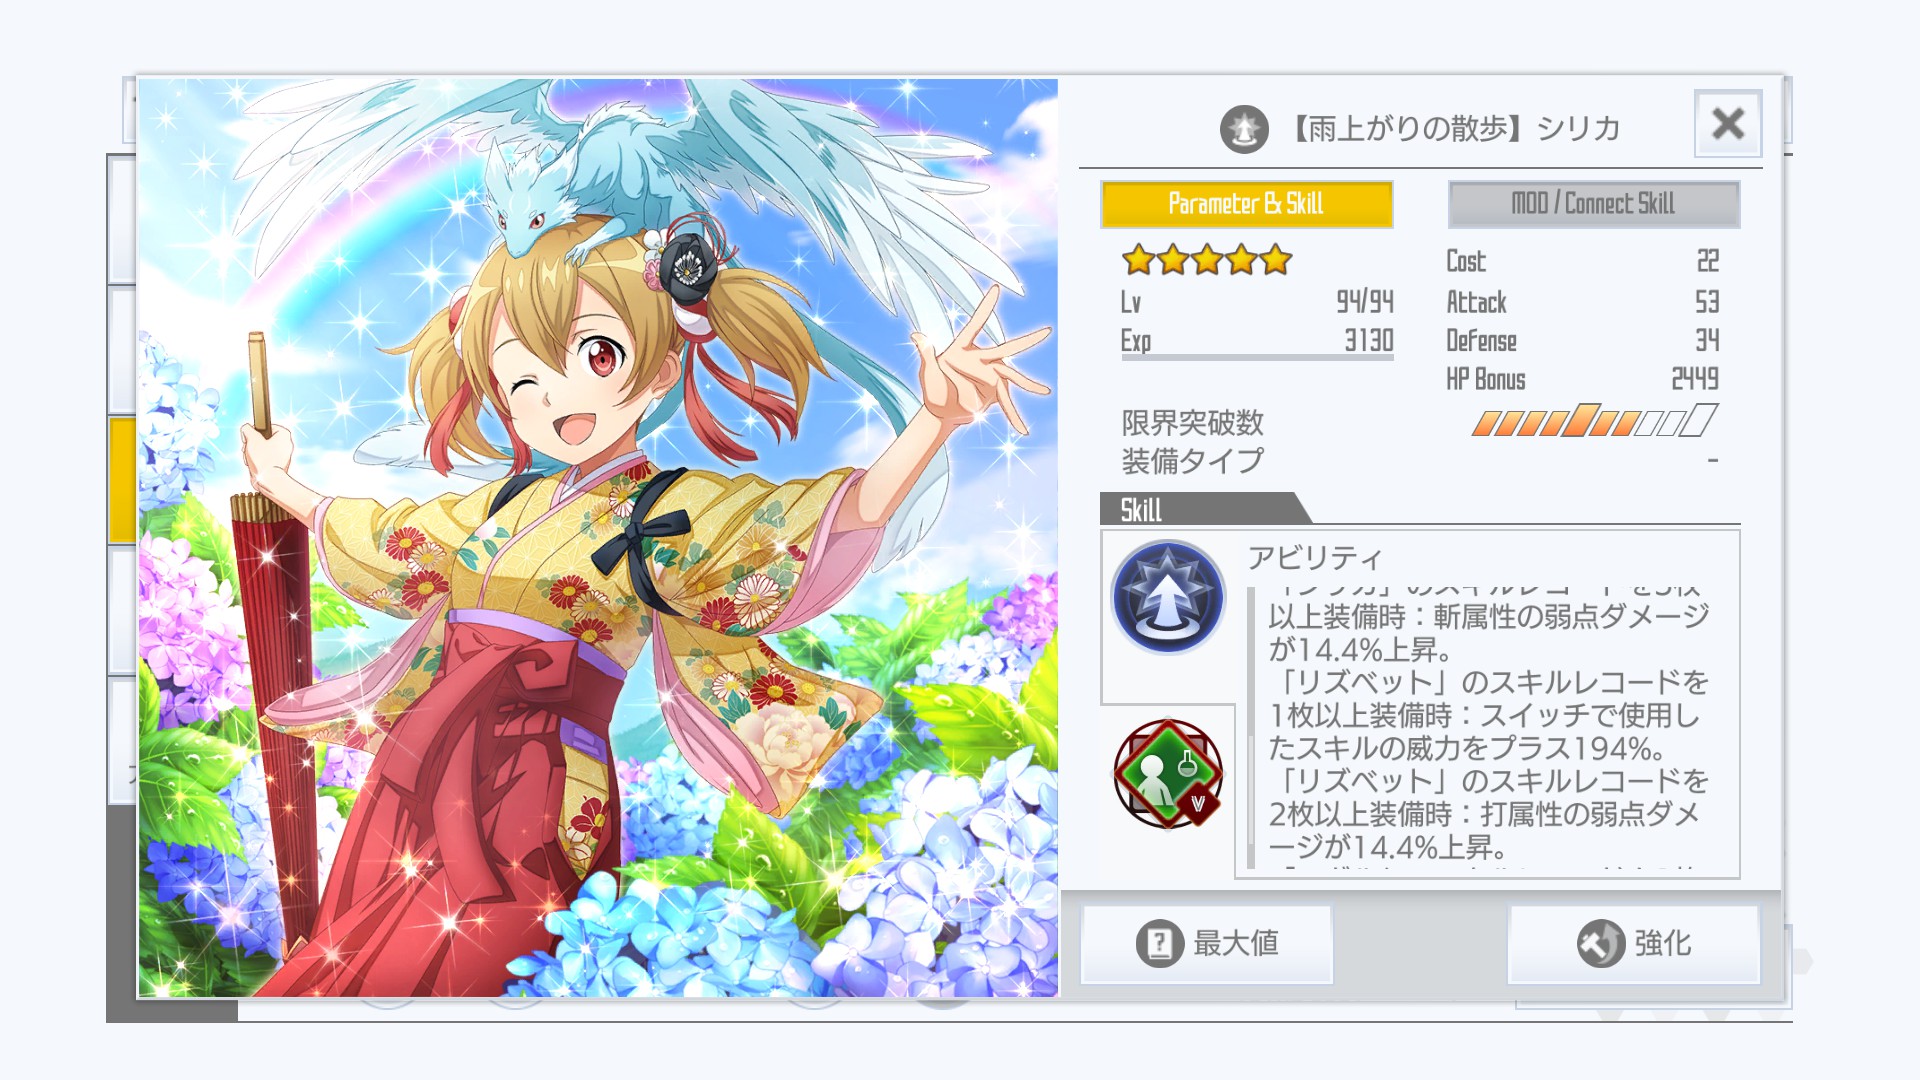 【雨上がりの散歩】シリカ
Parameter & Skill
MOD / Connect Skill
Lv 94/94
Exp 3130
Cost 22
Attack 53
Defense 34
HP Bonus 2449
限界突破数
装備タイプ -
Skill
アビリティ
以上装備時：斬属性の弱点ダメージ
が14.4%上昇。
「リズベット」のスキルレコードを
1枚以上装備時：スイッチで使用し
たスキルの威力をプラス194%。
「リズベット」のスキルレコードを
2枚以上装備時：打属性の弱点ダメ
ージが14.4%上昇。
V
? 最大値
強化